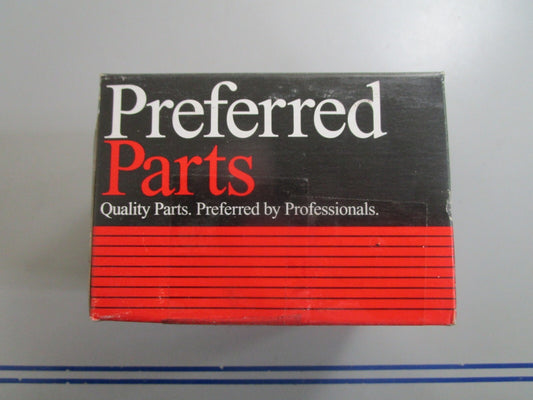 Preferred
Parts
Quality Parts. Preferred by Professionals.